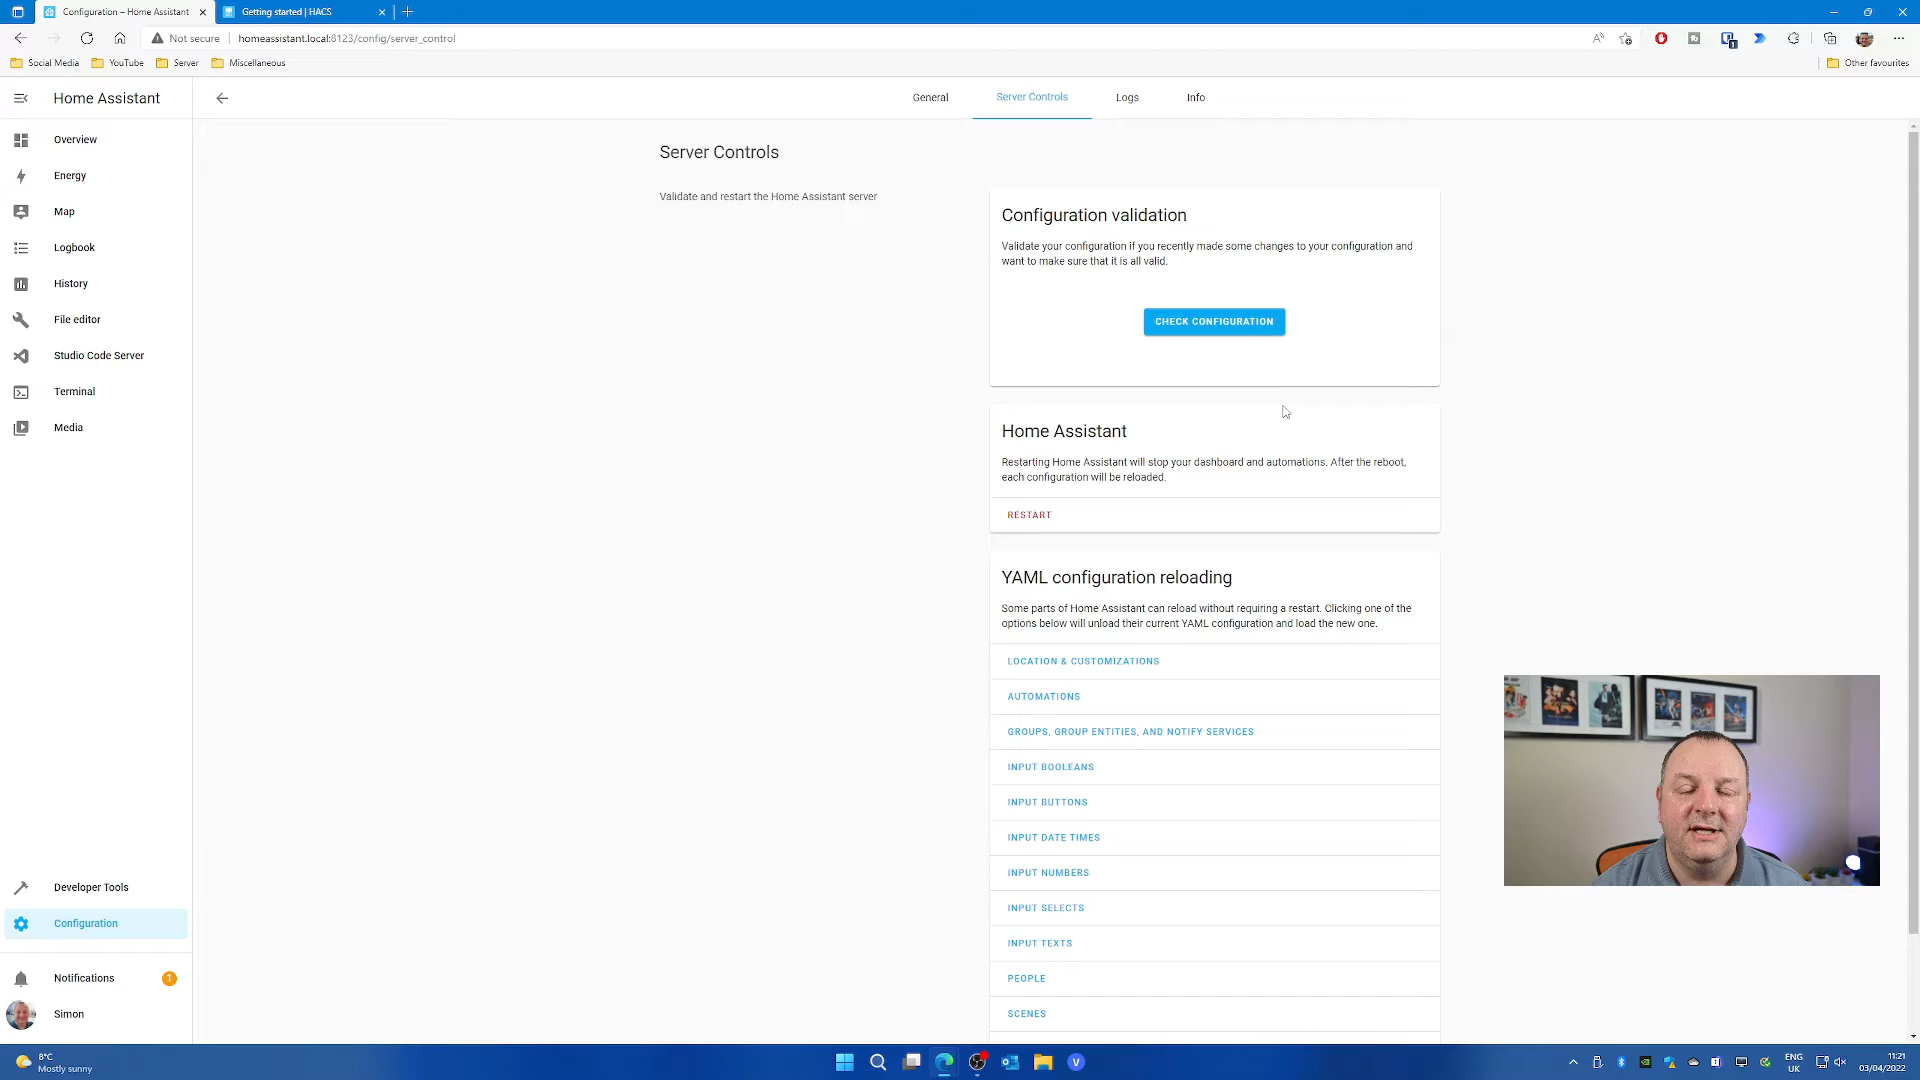 Configuration – Home Assistant
Getting started | HACS
Not secure
homeassistant.local:8123/config/server_control
Social Media
YouTube
Server
Miscellaneous
Other favourites
Home Assistant
General
Server Controls
Logs
Info
Overview
Energy
Map
Logbook
History
File editor
Studio Code Server
Terminal
Media
Developer Tools
Configuration
Notifications
1
Simon
Server Controls
Validate and restart the Home Assistant server
Configuration validation
Validate your configuration if you recently made some changes to your configuration and
want to make sure that it is all valid.
CHECK CONFIGURATION
Home Assistant
Restarting Home Assistant will stop your dashboard and automations. After the reboot,
each configuration will be reloaded.
RESTART
YAML configuration reloading
Some parts of Home Assistant can reload without requiring a restart. Clicking one of the
options below will unload their current YAML configuration and load the new one.
LOCATION & CUSTOMIZATIONS
AUTOMATIONS
GROUPS, GROUP ENTITIES, AND NOTIFY SERVICES
INPUT BOOLEANS
INPUT BUTTONS
INPUT DATE TIMES
INPUT NUMBERS
INPUT SELECTS
INPUT TEXTS
PEOPLE
SCENES
8°C
Mostly sunny
ENG
UK
11:21
03/04/2022